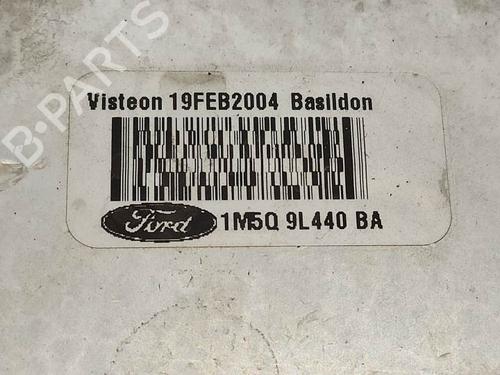 B-PARTS
Visteon 19FEB2004 Basildon
Ford 1M5Q 9L440 BA